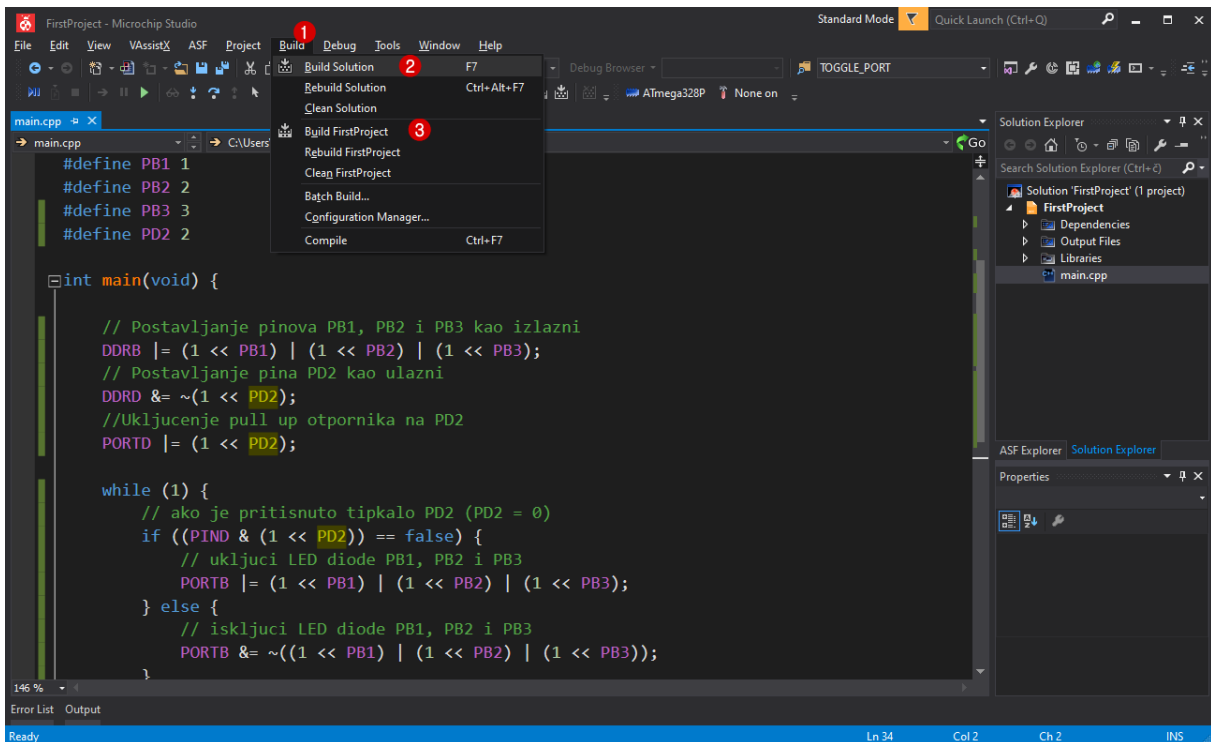 FirstProject - Microchip Studio
Standard Mode
Quick Launch (Ctrl+Q)
1
File Edit View VAssistX ASF Project Build Debug Tools Window Help
Build Solution 2 F7
Rebuild Solution Ctrl+Alt+F7
Clean Solution
Build FirstProject 3
Rebuild FirstProject
Clean FirstProject
Batch Build...
Configuration Manager...
Compile Ctrl+F7
Debug Browser
TOGGLE_PORT
ATmega328P None on
main.cpp
main.cpp C:\Users\ Go
#define PB1 1
#define PB2 2
#define PB3 3
#define PD2 2
int main(void) {
// Postavljanje pinova PB1, PB2 i PB3 kao izlazni
DDRB |= (1 << PB1) | (1 << PB2) | (1 << PB3);
// Postavljanje pina PD2 kao ulazni
DDRD &= ~(1 << PD2);
//Ukljucenje pull up otpornika na PD2
PORTD |= (1 << PD2);
while (1) {
// ako je pritisnuto tipkalo PD2 (PD2 = 0)
if ((PIND & (1 << PD2)) == false) {
// ukljuci LED diode PB1, PB2 i PB3
PORTB |= (1 << PB1) | (1 << PB2) | (1 << PB3);
} else {
// iskljuci LED diode PB1, PB2 i PB3
PORTB &= ~((1 << PB1) | (1 << PB2) | (1 << PB3));
}
146 %
Solution Explorer
Search Solution Explorer (Ctrl+č)
Solution 'FirstProject' (1 project)
FirstProject
Dependencies
Output Files
Libraries
main.cpp
ASF Explorer Solution Explorer
Properties
Error List Output
Ready Ln 34 Col 2 Ch 2 INS